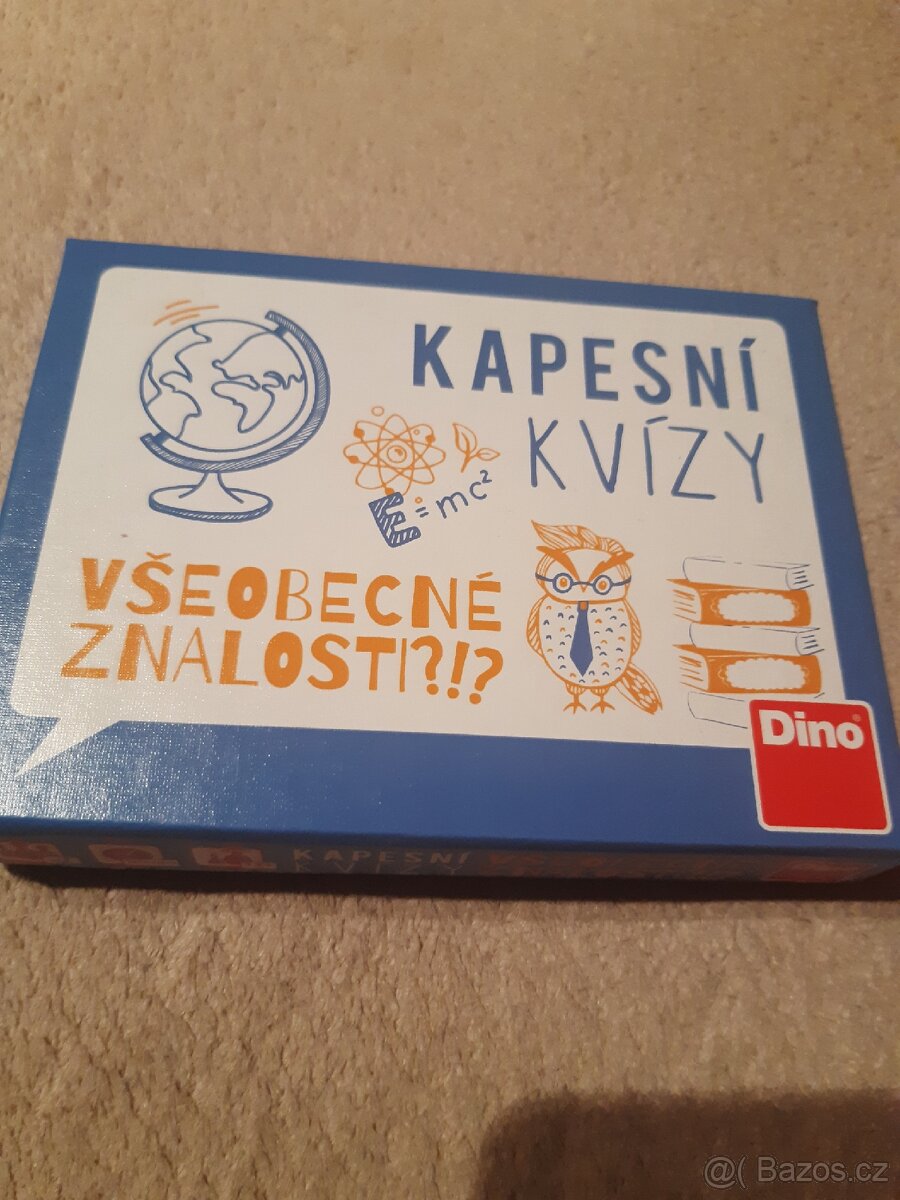 KAPESNÍ
KVÍZY
E=mc²
VŠEOBECNÉ
ZNALOSTI?!?
Dino®
KAPESNÍ
KVÍZY
@( Bazos.cz